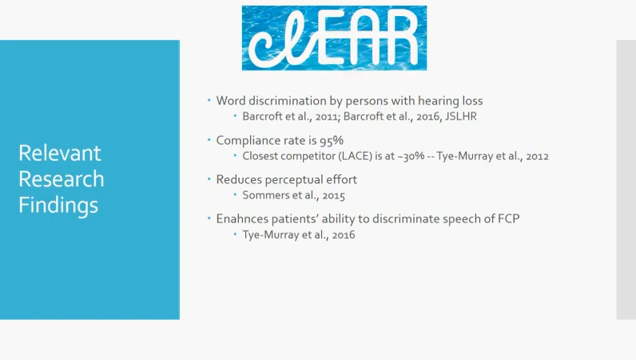 clEAR
Relevant
Research
Findings
• Word discrimination by persons with hearing loss
• Barcroft et al., 2011; Barcroft et al., 2016, JSLHR
• Compliance rate is 95%
• Closest competitor (LACE) is at ~30% -- Tye-Murray et al., 2012
• Reduces perceptual effort
• Sommers et al., 2015
• Enahnces patients’ ability to discriminate speech of FCP
• Tye-Murray et al., 2016